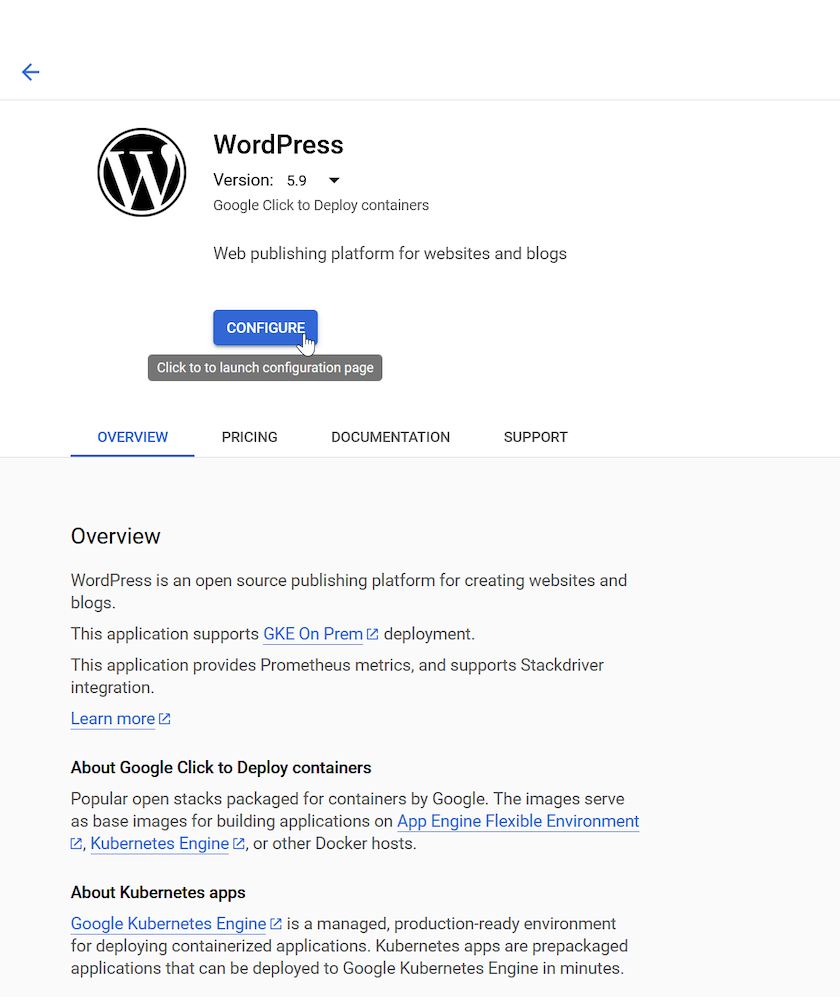 WordPress
Version: 5.9
Google Click to Deploy containers
Web publishing platform for websites and blogs
CONFIGURE
Click to to launch configuration page
OVERVIEW PRICING DOCUMENTATION SUPPORT
Overview
WordPress is an open source publishing platform for creating websites and
blogs.
This application supports GKE On Prem deployment.
This application provides Prometheus metrics, and supports Stackdriver
integration.
Learn more
About Google Click to Deploy containers
Popular open stacks packaged for containers by Google. The images serve
as base images for building applications on App Engine Flexible Environment
, Kubernetes Engine , or other Docker hosts.
About Kubernetes apps
Google Kubernetes Engine is a managed, production-ready environment
for deploying containerized applications. Kubernetes apps are prepackaged
applications that can be deployed to Google Kubernetes Engine in minutes.